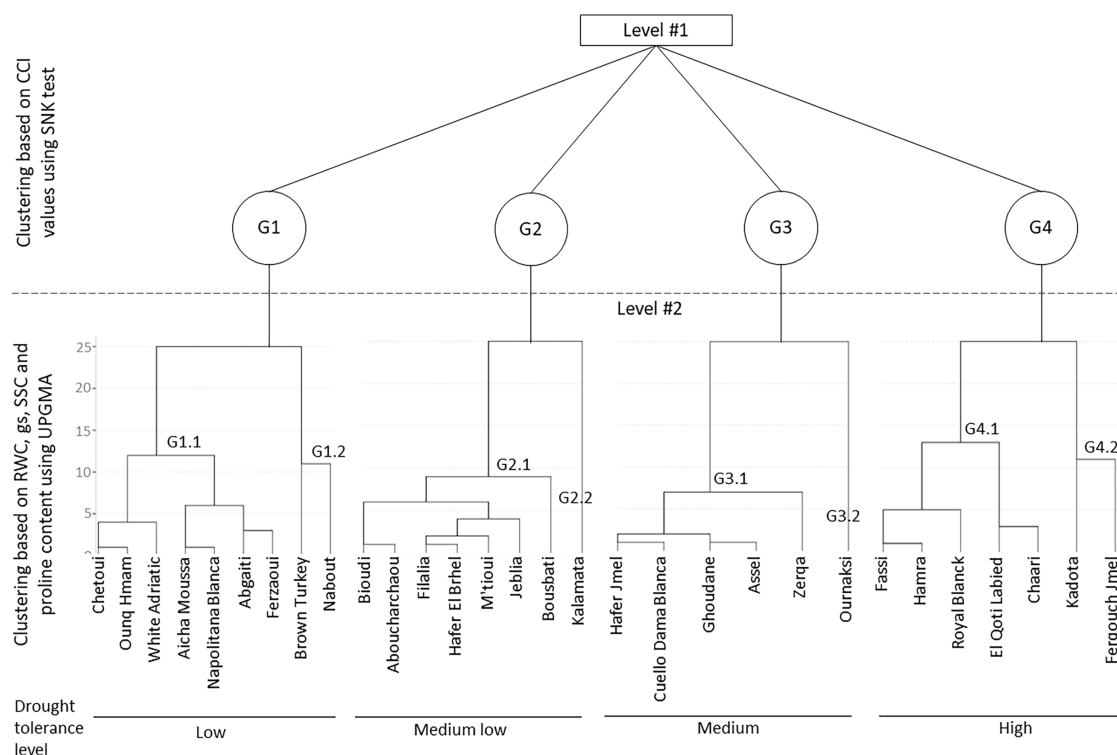 Level #1
Clustering based on CCI
values using SNK test
G1
G2
G3
G4
Level #2
Clustering based on RWC, gs, SSC and
proline content using UPGMA
25
20
15
10
5
G1.1
G1.2
G2.1
G2.2
G3.1
G3.2
G4.1
G4.2
Chetoui
Ounq Hmam
White Adriatic
Aicha Moussa
Napolitana Blanca
Abgaiti
Ferzaoui
Brown Turkey
Nabout
Bioudi
Aboucharchaou
Filalia
Hafer El Brhel
M'tioui
Jeblia
Bousbati
Kalamata
Hafer Jmel
Cuello Dama Blanca
Ghoudane
Assel
Zerqa
Ournaksi
Fassi
Hamra
Royal Blanck
El Qoti Labied
Chaari
Kadota
Fergouch Jmel
Drought
tolerance
level
Low
Medium low
Medium
High